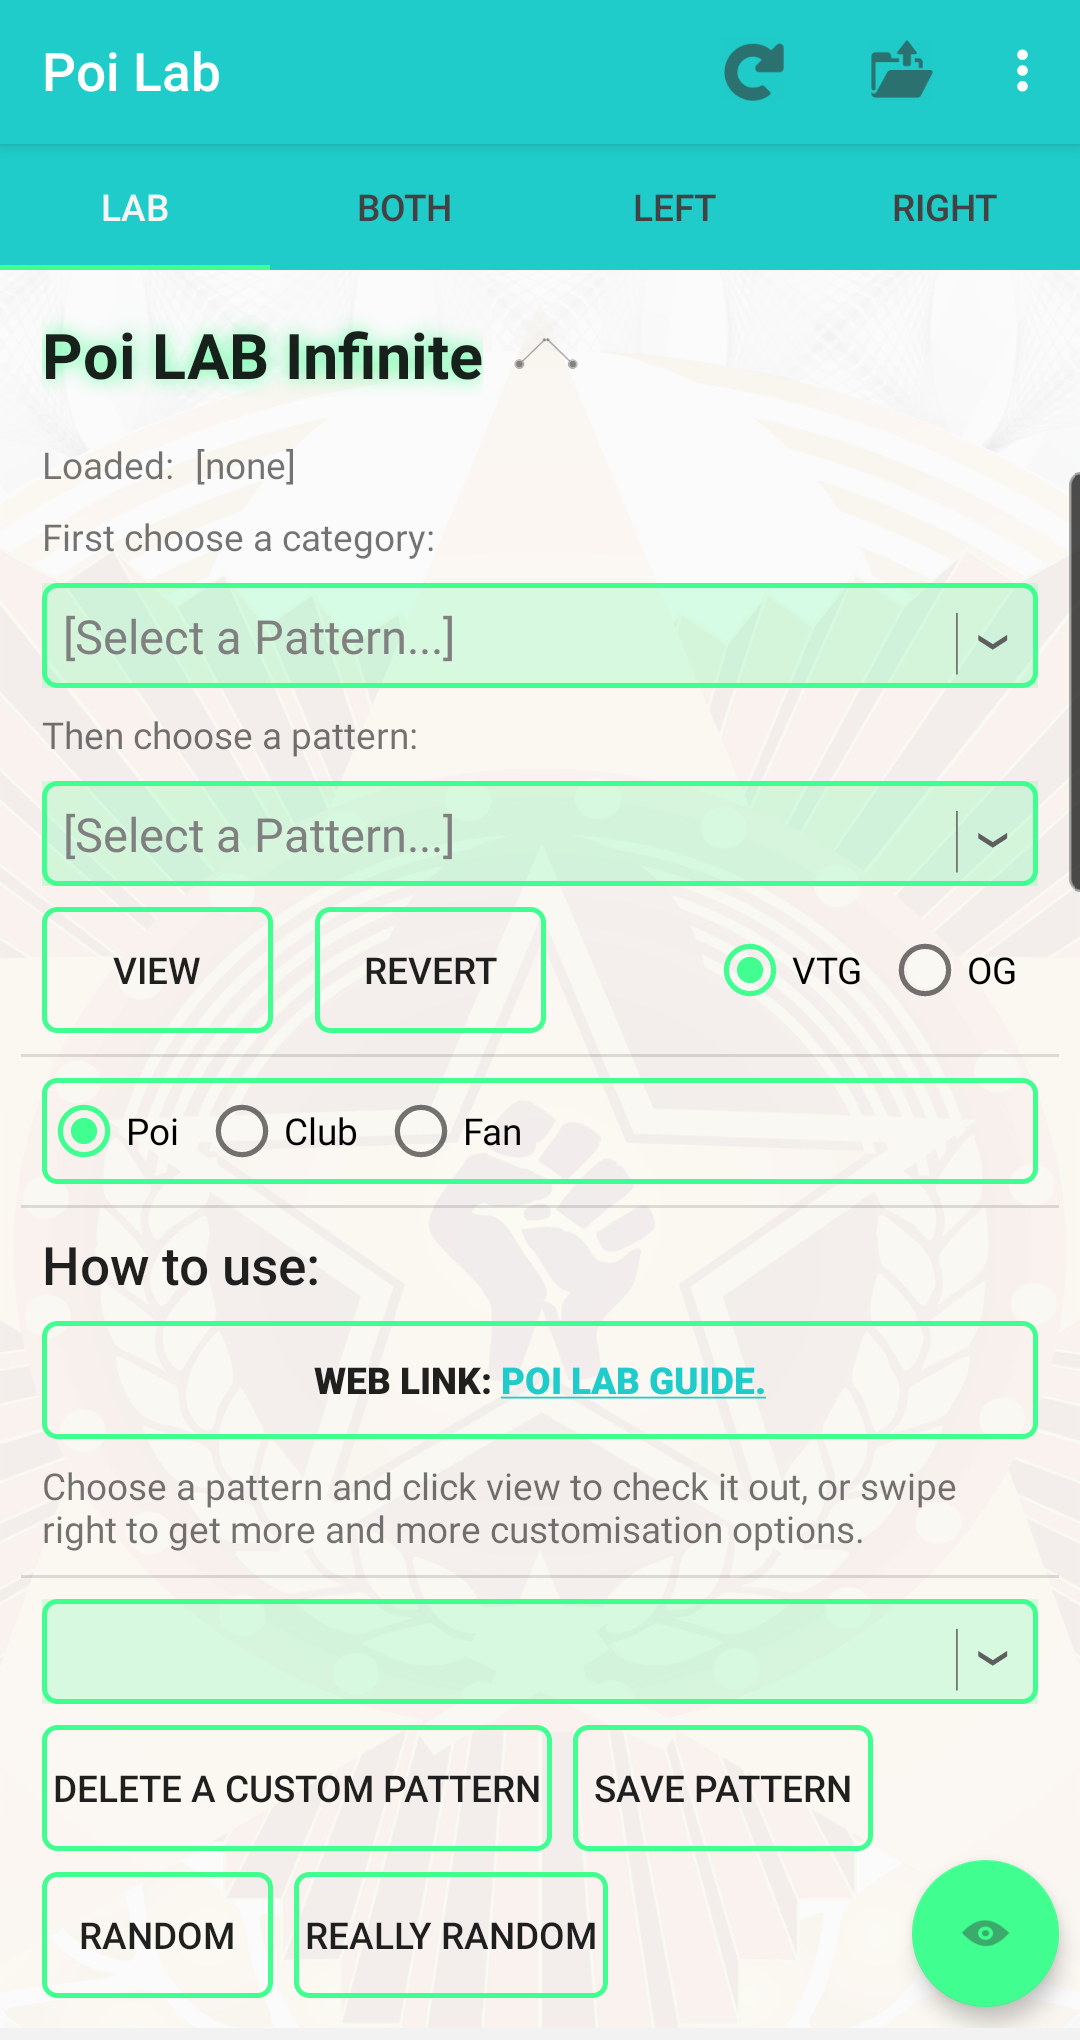 Poi Lab
LAB BOTH LEFT RIGHT
Poi LAB Infinite
Loaded: [none]
First choose a category:
[Select a Pattern...]
Then choose a pattern:
[Select a Pattern...]
VIEW REVERT VTG OG
Poi Club Fan
How to use:
WEB LINK: POI LAB GUIDE.
Choose a pattern and click view to check it out, or swipe
right to get more and more customisation options.
DELETE A CUSTOM PATTERN SAVE PATTERN
RANDOM REALLY RANDOM